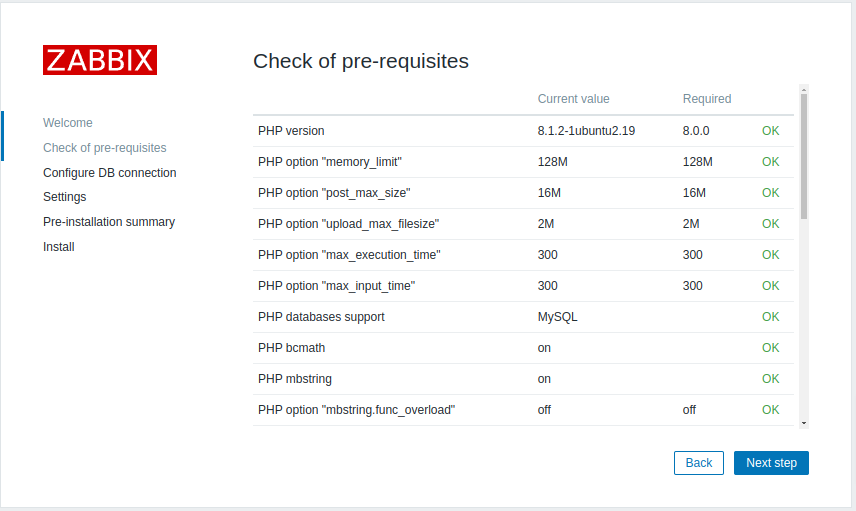 ZABBIX
Welcome
Check of pre-requisites
Configure DB connection
Settings
Pre-installation summary
Install
Check of pre-requisites
Current value Required
PHP version 8.1.2-1ubuntu2.19 8.0.0 OK
PHP option "memory_limit" 128M 128M OK
PHP option "post_max_size" 16M 16M OK
PHP option "upload_max_filesize" 2M 2M OK
PHP option "max_execution_time" 300 300 OK
PHP option "max_input_time" 300 300 OK
PHP databases support MySQL OK
PHP bcmath on OK
PHP mbstring on OK
PHP option "mbstring.func_overload" off off OK
Back Next step